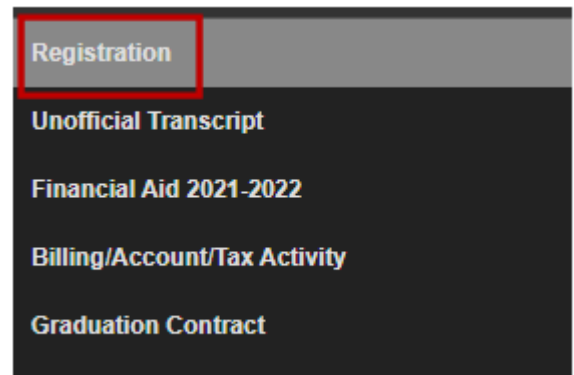 Registration
Unofficial Transcript
Financial Aid 2021-2022
Billing/Account/Tax Activity
Graduation Contract